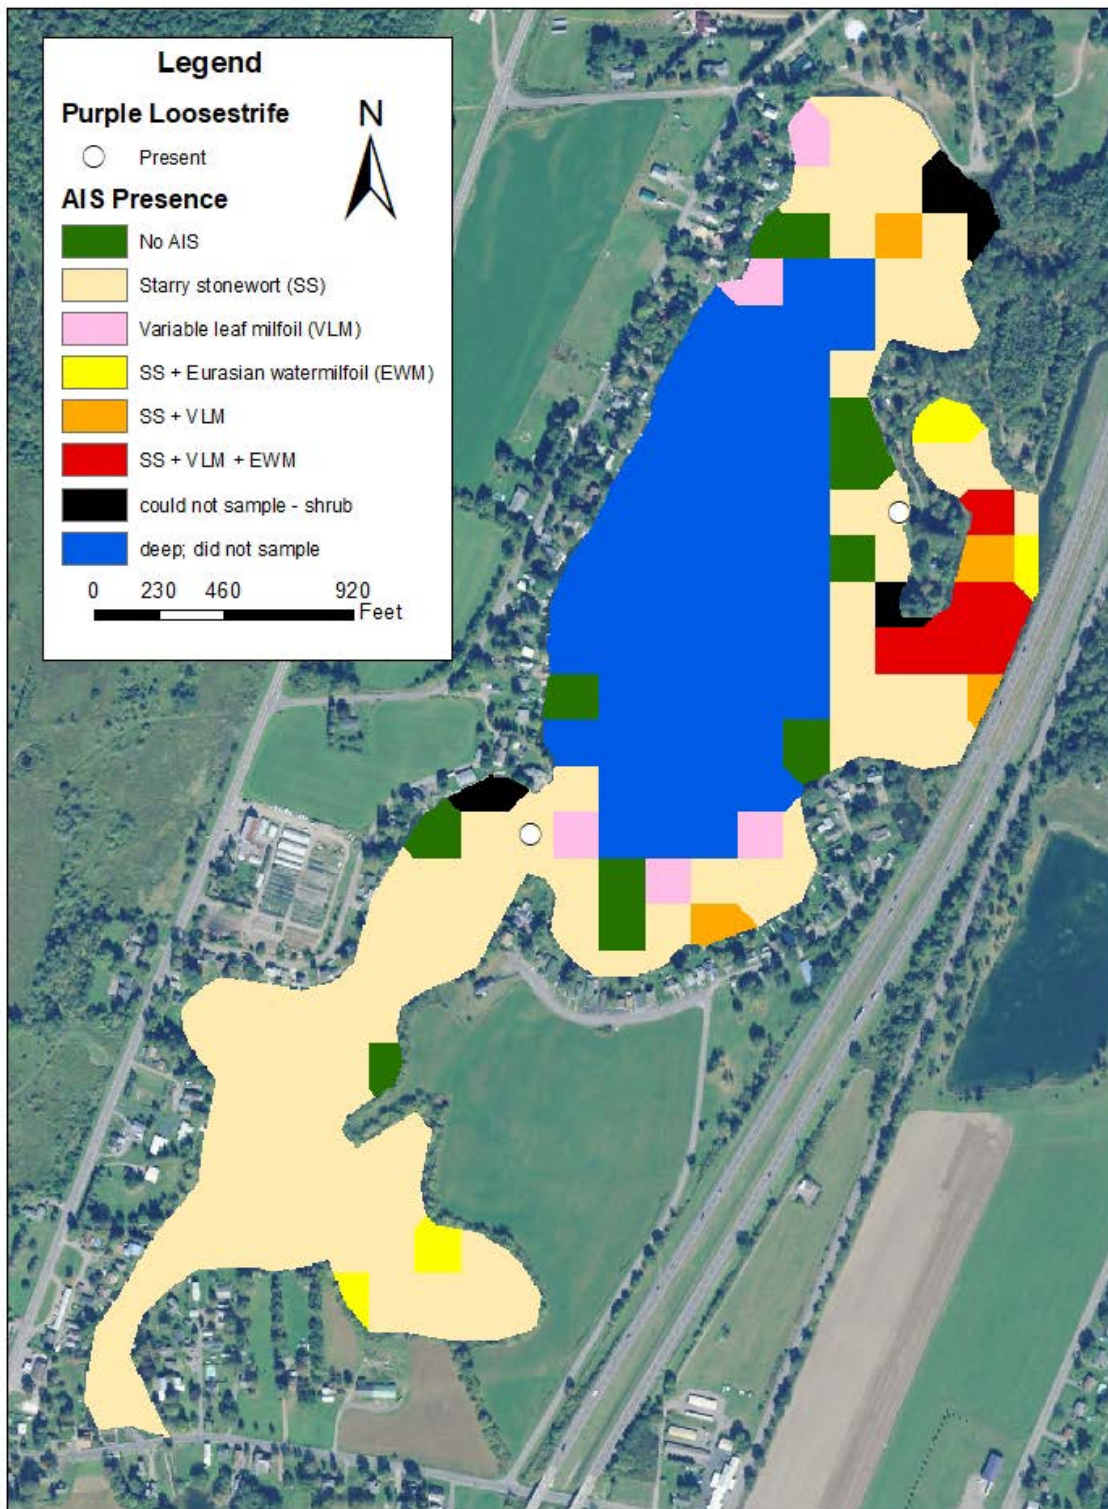 Legend
Purple Loosestrife
N
Present
AIS Presence
No AIS
Starry stonewort (SS)
Variable leaf milfoil (VLM)
SS + Eurasian watermilfoil (EWM)
SS + VLM
SS + VLM + EWM
could not sample - shrub
deep; did not sample
0 230 460 920
Feet